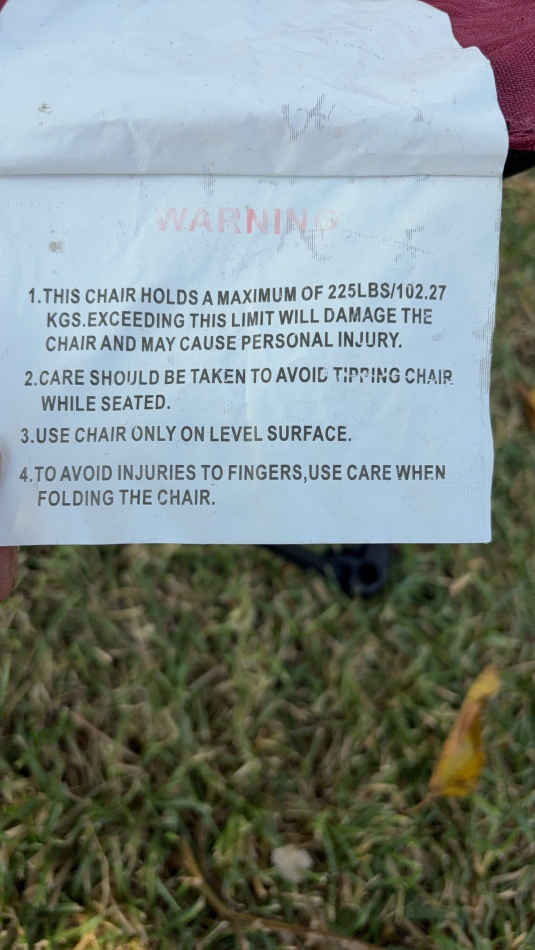 WARNING
1.THIS CHAIR HOLDS A MAXIMUM OF 225LBS/102.27
KGS.EXCEEDING THIS LIMIT WILL DAMAGE THE
CHAIR AND MAY CAUSE PERSONAL INJURY.
2.CARE SHOULD BE TAKEN TO AVOID TIPPING CHAIR
WHILE SEATED.
3.USE CHAIR ONLY ON LEVEL SURFACE.
4.TO AVOID INJURIES TO FINGERS,USE CARE WHEN
FOLDING THE CHAIR.